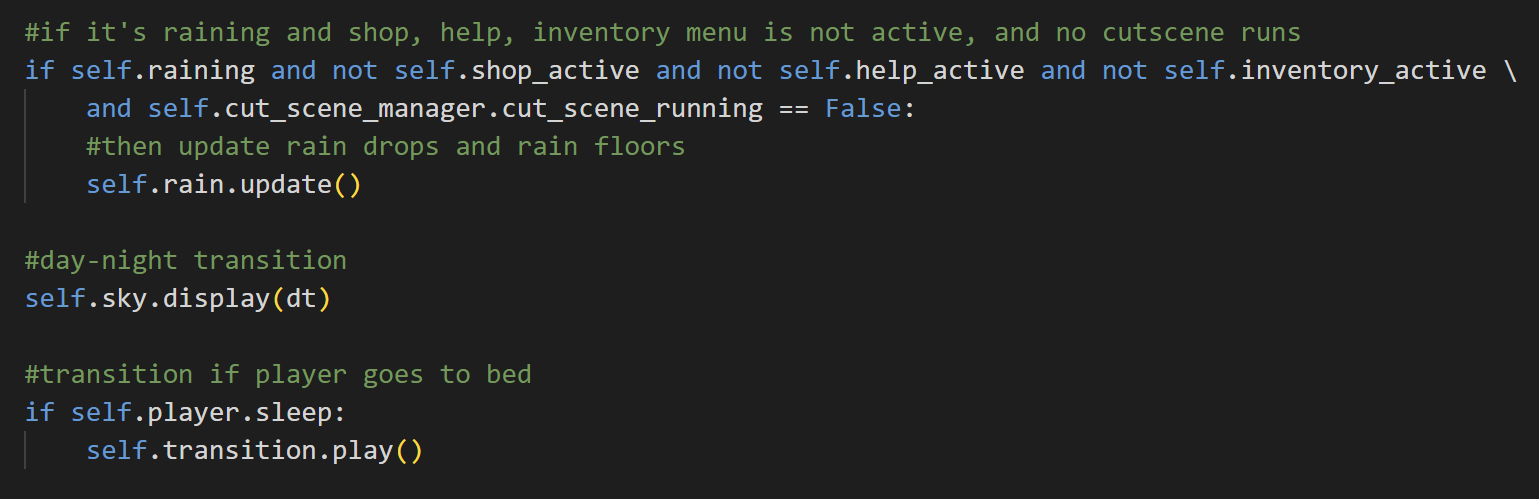 #if it's raining and shop, help, inventory menu is not active, and no cutscene runs
if self.raining and not self.shop_active and not self.help_active and not self.inventory_active \
    and self.cut_scene_manager.cut_scene_running == False:
    #then update rain drops and rain floors
    self.rain.update()

#day-night transition
self.sky.display(dt)

#transition if player goes to bed
if self.player.sleep:
    self.transition.play()